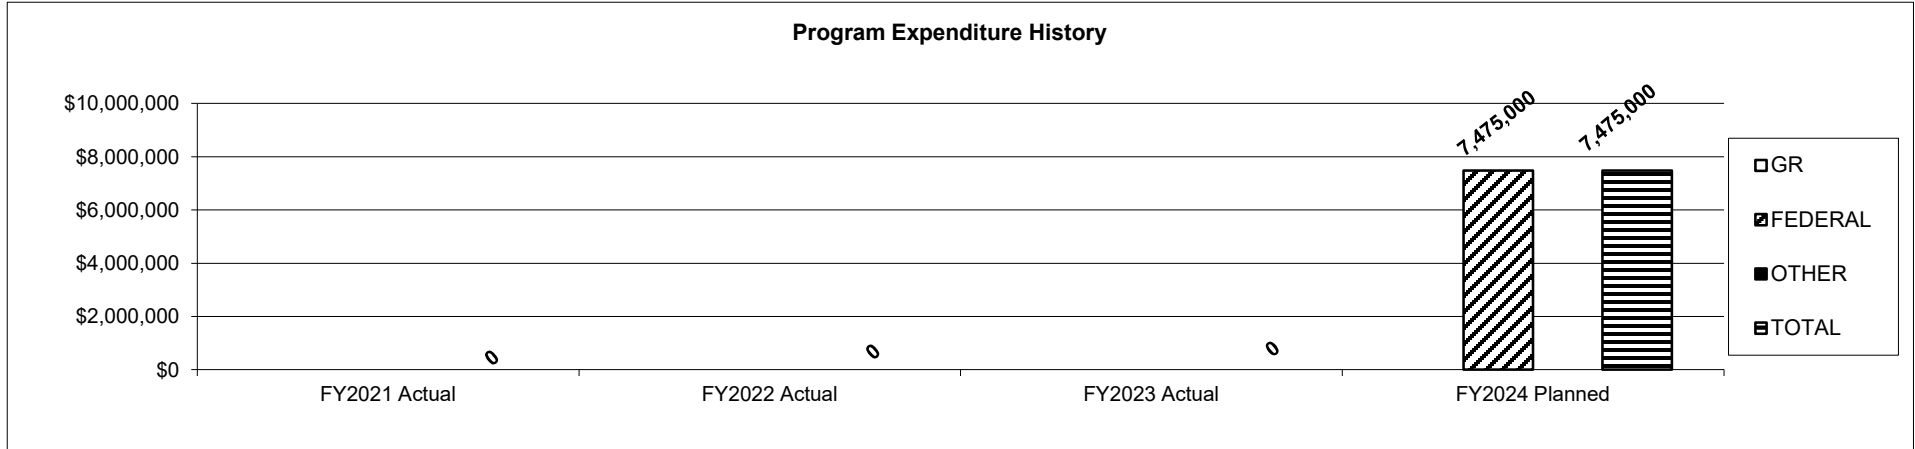 Program Expenditure History
$10,000,000
$8,000,000
$6,000,000
$4,000,000
$2,000,000
$0
0
0
0
7,475,000
7,475,000
FY2021 Actual
FY2022 Actual
FY2023 Actual
FY2024 Planned
GR
FEDERAL
OTHER
TOTAL